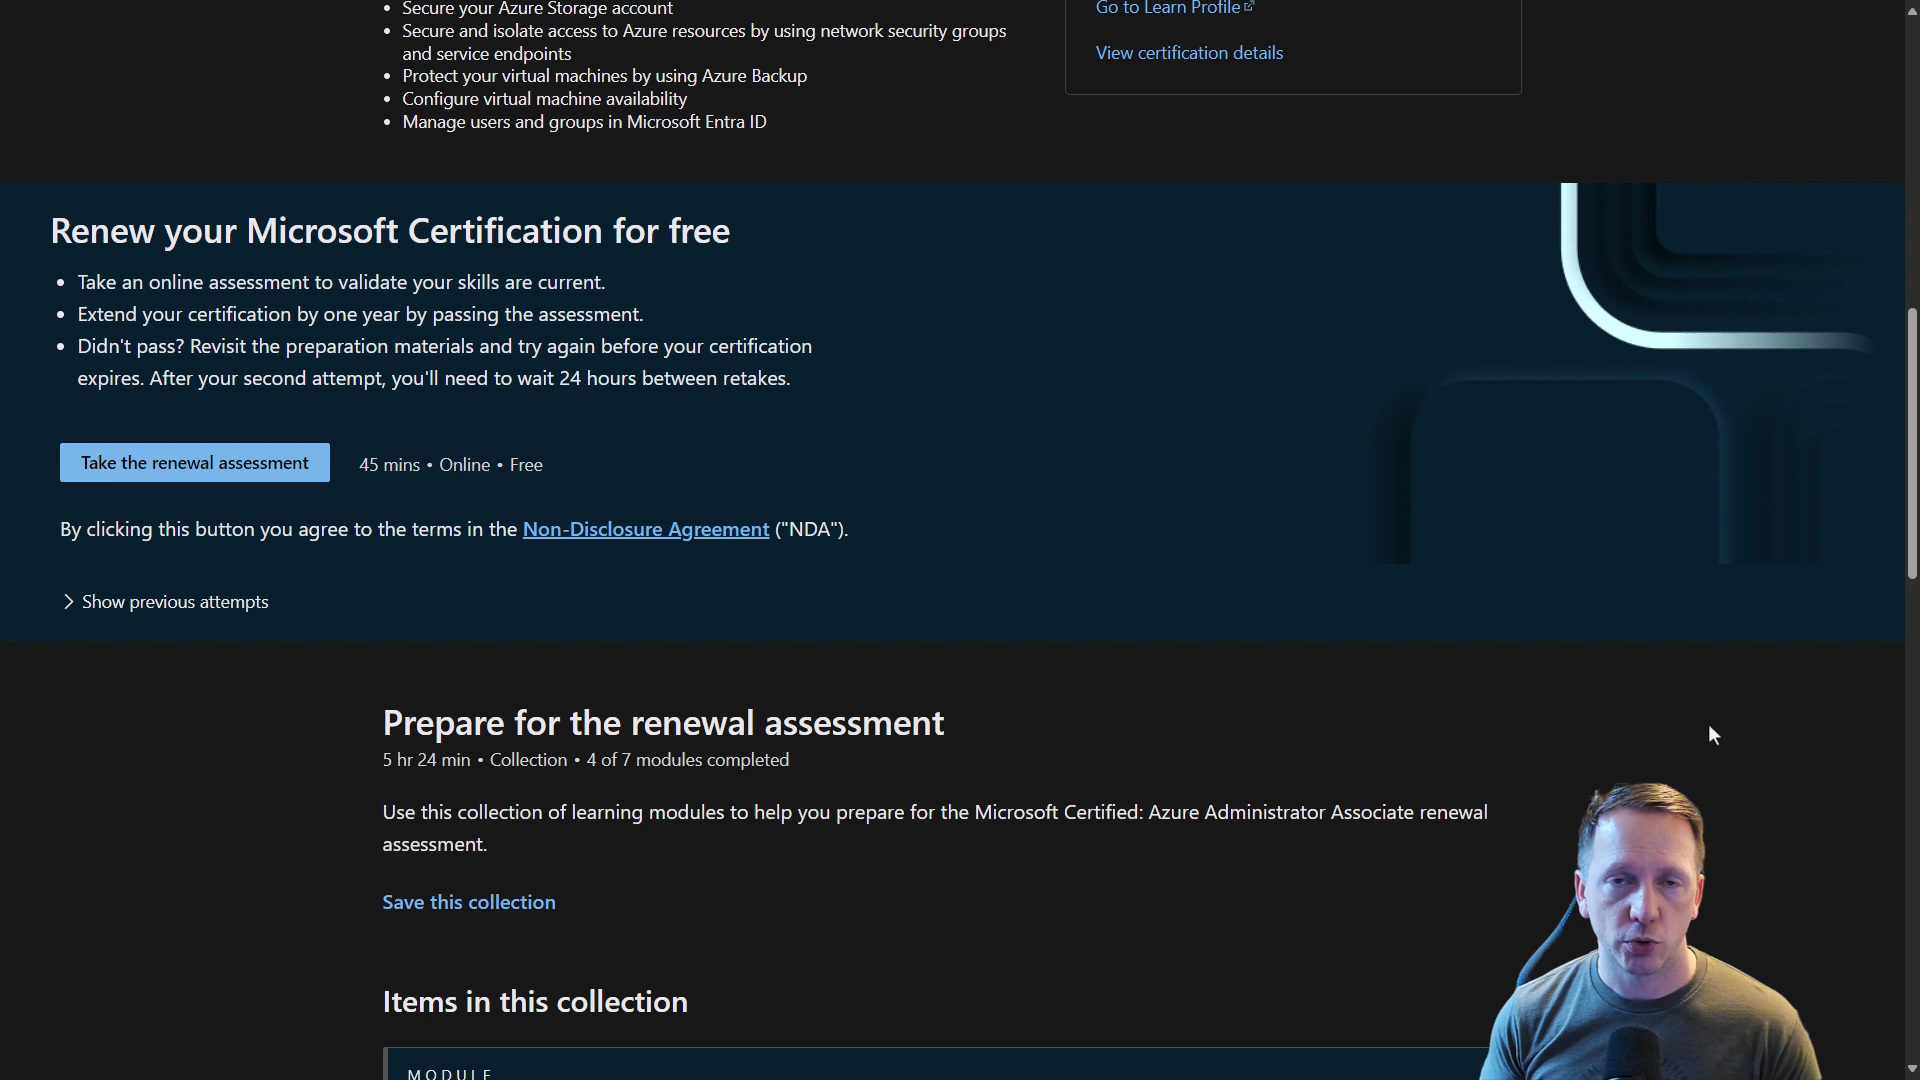 Secure your Azure Storage account
Secure and isolate access to Azure resources by using network security groups
and service endpoints
Protect your virtual machines by using Azure Backup
Configure virtual machine availability
Manage users and groups in Microsoft Entra ID
Go to Learn Profile
View certification details
Renew your Microsoft Certification for free
Take an online assessment to validate your skills are current.
Extend your certification by one year by passing the assessment.
Didn't pass? Revisit the preparation materials and try again before your certification
expires. After your second attempt, you'll need to wait 24 hours between retakes.
Take the renewal assessment
45 mins • Online • Free
By clicking this button you agree to the terms in the Non-Disclosure Agreement ("NDA").
Show previous attempts
Prepare for the renewal assessment
5 hr 24 min • Collection • 4 of 7 modules completed
Use this collection of learning modules to help you prepare for the Microsoft Certified: Azure Administrator Associate renewal
assessment.
Save this collection
Items in this collection
MODULE